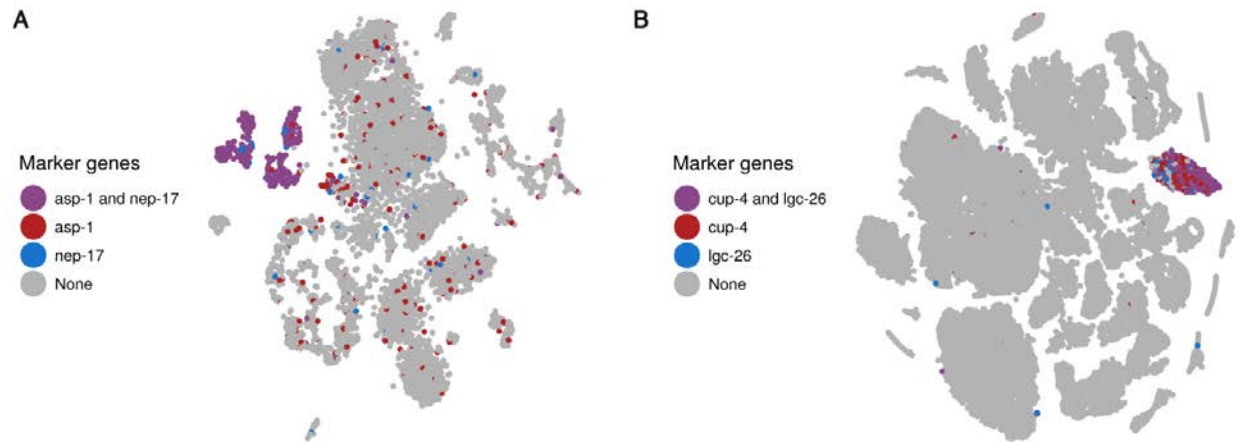 A
Marker genes
asp-1 and nep-17
asp-1
nep-17
None
B
Marker genes
cup-4 and lgc-26
cup-4
lgc-26
None